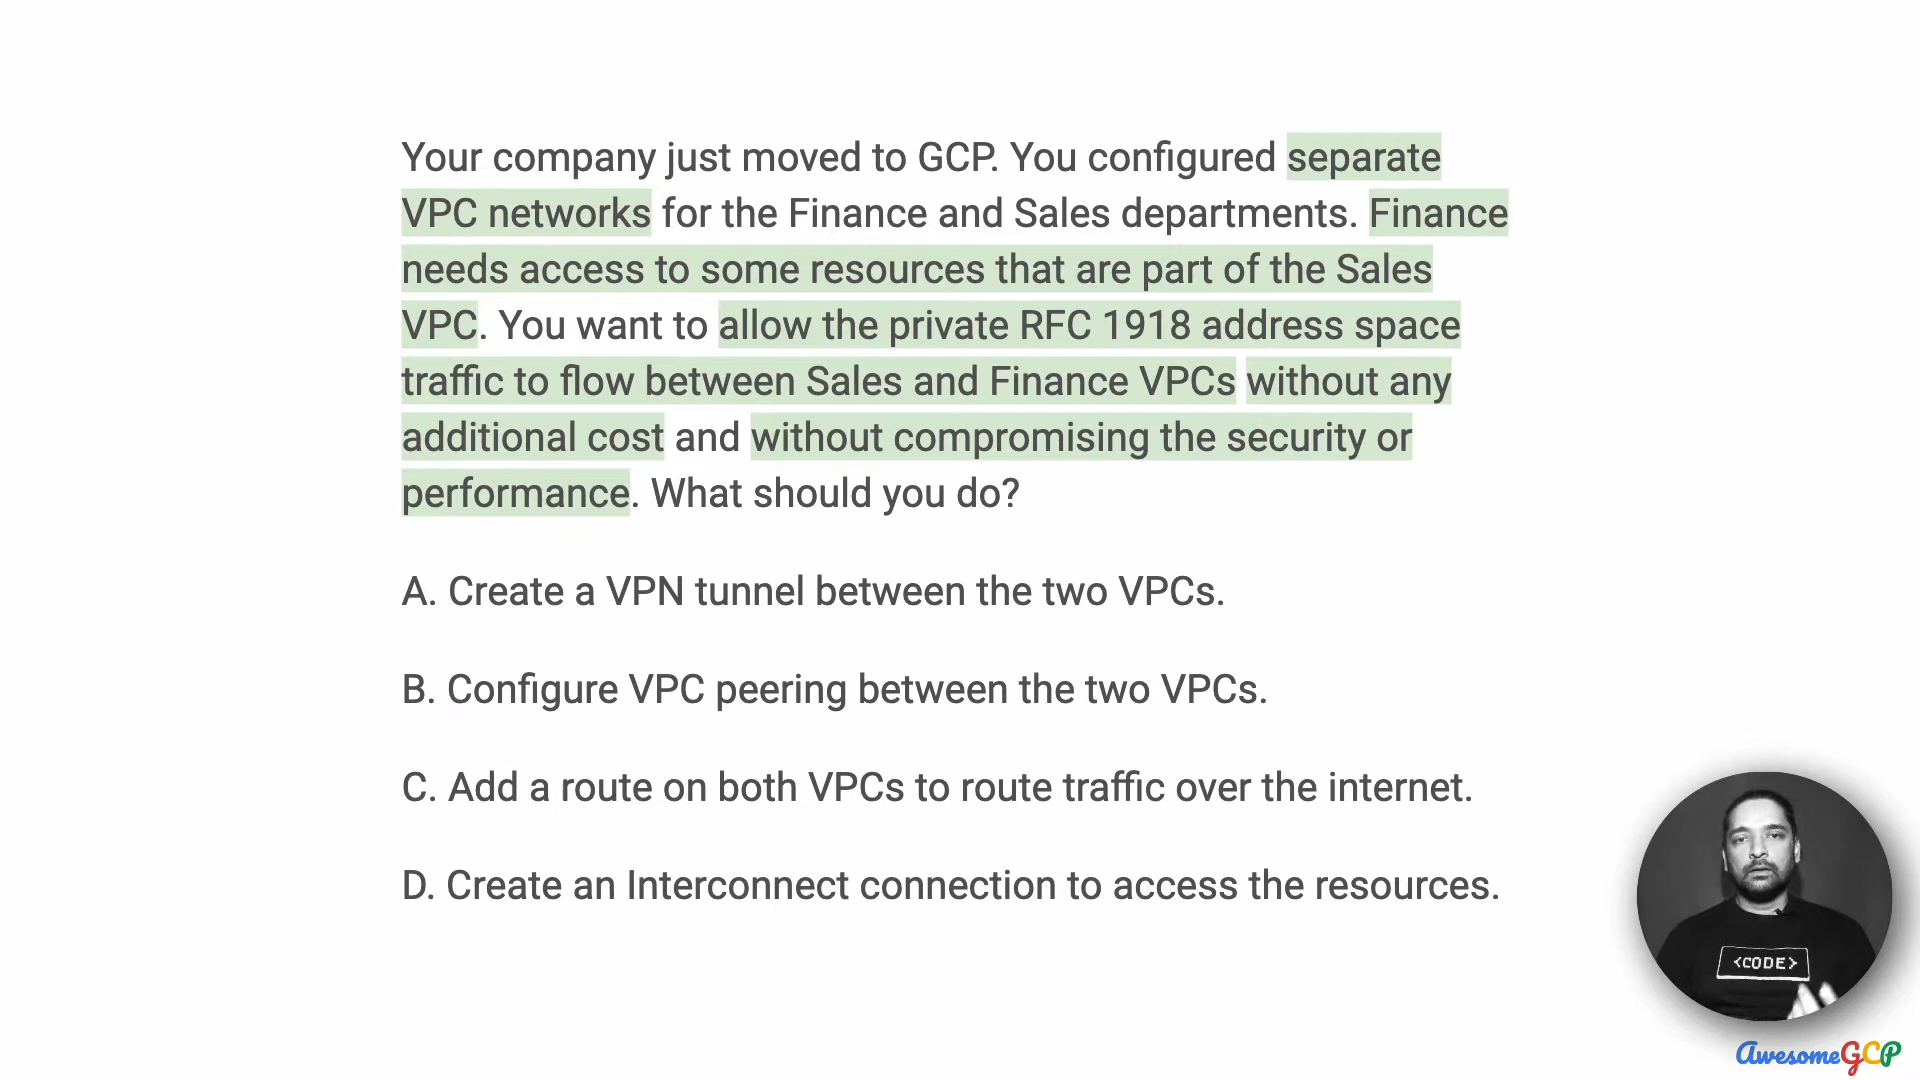 Your company just moved to GCP. You configured separate
VPC networks for the Finance and Sales departments. Finance
needs access to some resources that are part of the Sales
VPC. You want to allow the private RFC 1918 address space
traffic to flow between Sales and Finance VPCs without any
additional cost and without compromising the security or
performance. What should you do?
A. Create a VPN tunnel between the two VPCs.
B. Configure VPC peering between the two VPCs.
C. Add a route on both VPCs to route traffic over the internet.
D. Create an Interconnect connection to access the resources.
<CODE>
AwesomeGCP